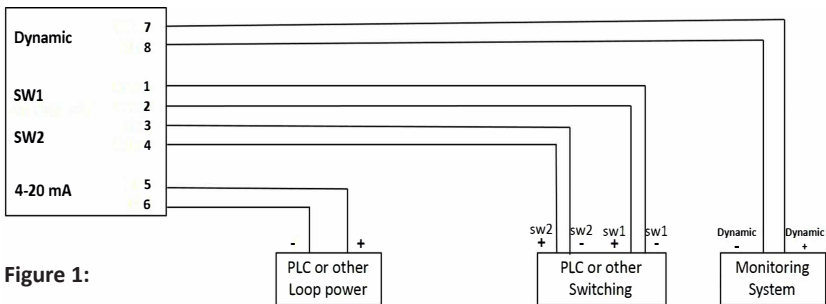 Dynamic
7
8
SW1
1
2
SW2
3
4
4-20 mA
5
6
- +
PLC or other
Loop power
sw2 sw2 sw1 sw1
+ - + -
PLC or other
Switching
Dynamic Dynamic
- +
Monitoring
System
Figure 1: